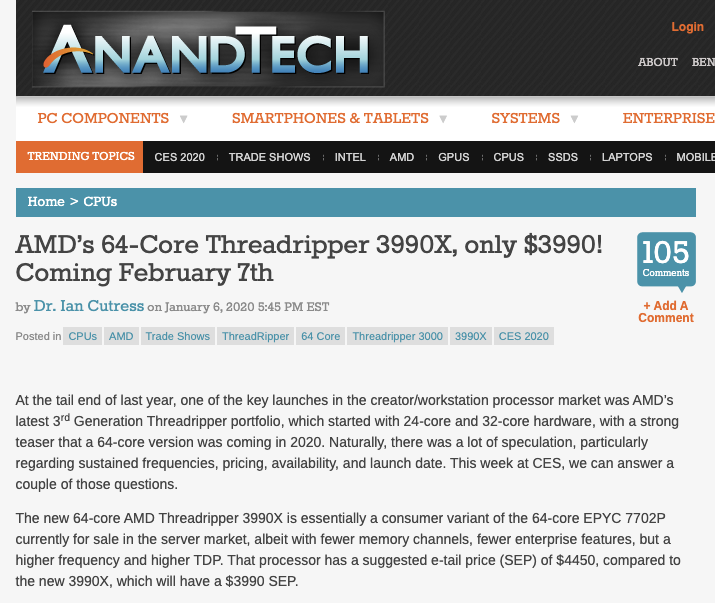 ANANDTECH
Login
ABOUT BEN
PC COMPONENTS ▼ SMARTPHONES & TABLETS ▼ SYSTEMS ▼ ENTERPRISE
TRENDING TOPICS CES 2020 TRADE SHOWS INTEL AMD GPUS CPUS SSDS LAPTOPS MOBILE
Home > CPUs
AMD's 64-Core Threadripper 3990X, only $3990!
Coming February 7th
105
Comments
+ Add A
Comment
by Dr. Ian Cutress on January 6, 2020 5:45 PM EST
Posted in CPUs AMD Trade Shows ThreadRipper 64 Core Threadripper 3000 3990X CES 2020
At the tail end of last year, one of the key launches in the creator/workstation processor market was AMD's
latest 3rd Generation Threadripper portfolio, which started with 24-core and 32-core hardware, with a strong
teaser that a 64-core version was coming in 2020. Naturally, there was a lot of speculation, particularly
regarding sustained frequencies, pricing, availability, and launch date. This week at CES, we can answer a
couple of those questions.
The new 64-core AMD Threadripper 3990X is essentially a consumer variant of the 64-core EPYC 7702P
currently for sale in the server market, albeit with fewer memory channels, fewer enterprise features, but a
higher frequency and higher TDP. That processor has a suggested e-tail price (SEP) of $4450, compared to
the new 3990X, which will have a $3990 SEP.